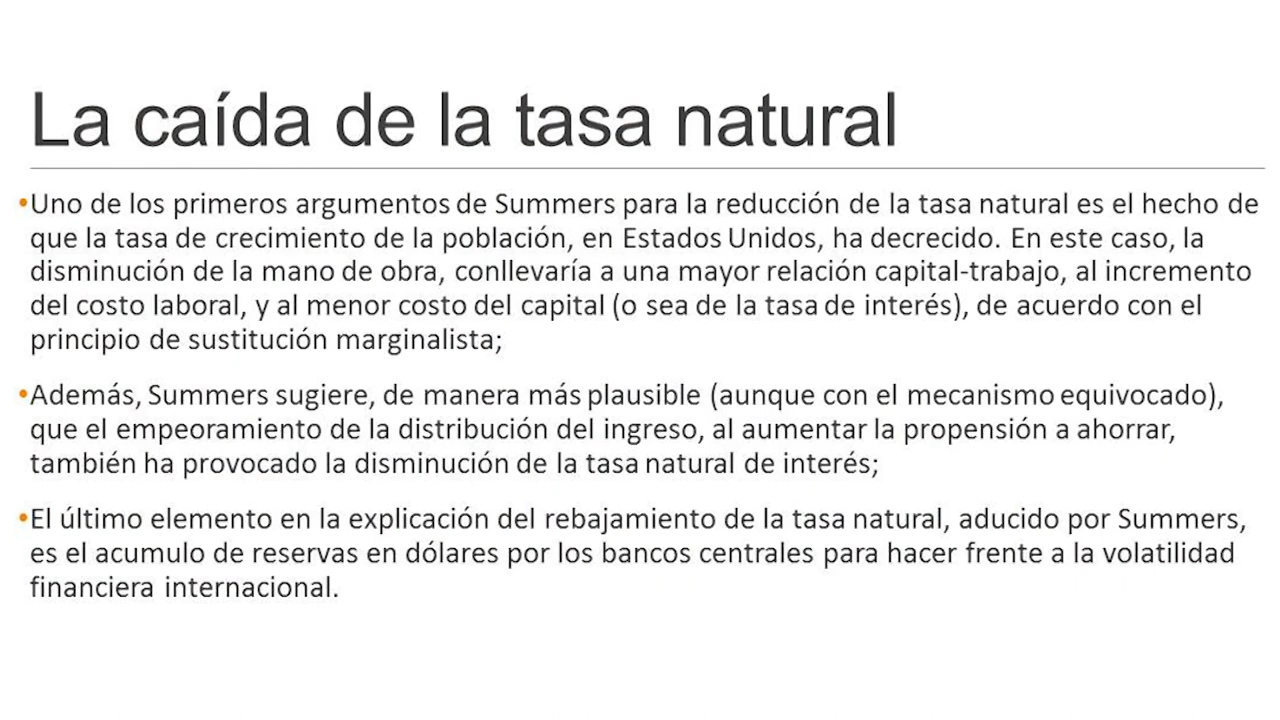 La caída de la tasa natural
•Uno de los primeros argumentos de Summers para la reducción de la tasa natural es el hecho de
que la tasa de crecimiento de la población, en Estados Unidos, ha decrecido. En este caso, la
disminución de la mano de obra, conllevaría a una mayor relación capital-trabajo, al incremento
del costo laboral, y al menor costo del capital (o sea de la tasa de interés), de acuerdo con el
principio de sustitución marginalista;
•Además, Summers sugiere, de manera más plausible (aunque con el mecanismo equivocado),
que el empeoramiento de la distribución del ingreso, al aumentar la propensión a ahorrar,
también ha provocado la disminución de la tasa natural de interés;
•El último elemento en la explicación del rebajamiento de la tasa natural, aducido por Summers,
es el acumulo de reservas en dólares por los bancos centrales para hacer frente a la volatilidad
financiera internacional.